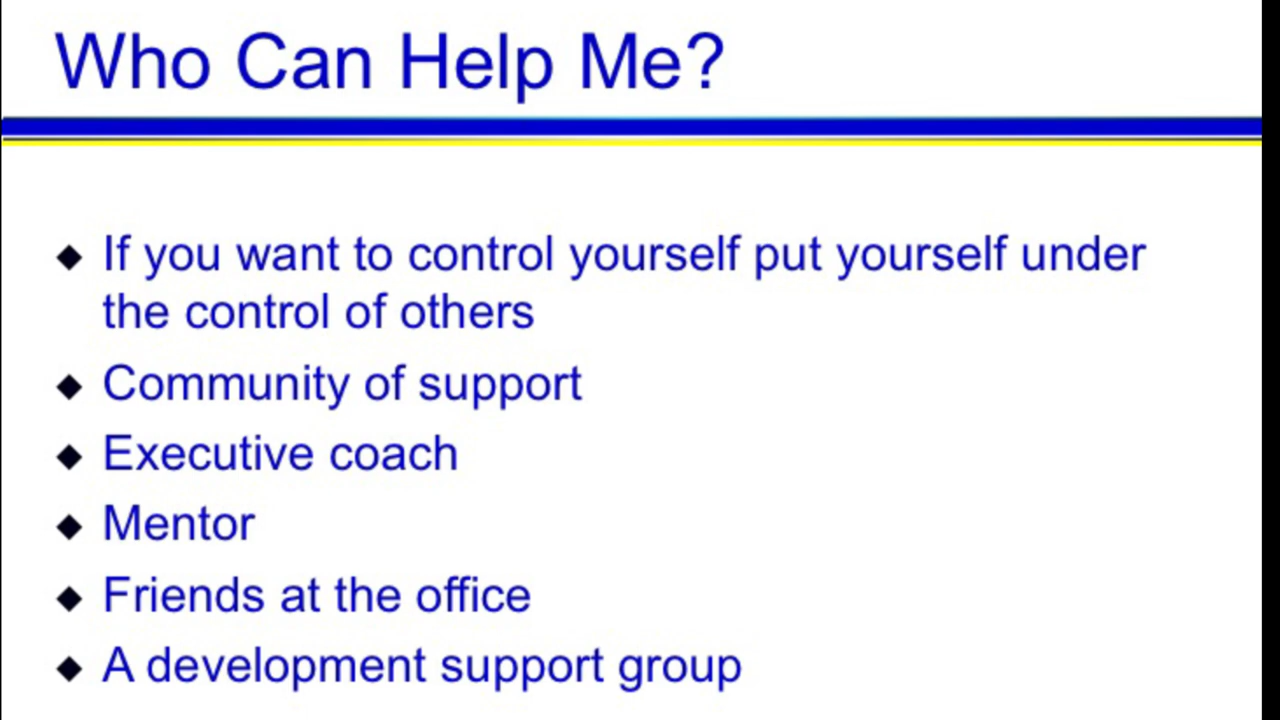 Who Can Help Me?
If you want to control yourself put yourself under
the control of others
Community of support
Executive coach
Mentor
Friends at the office
A development support group